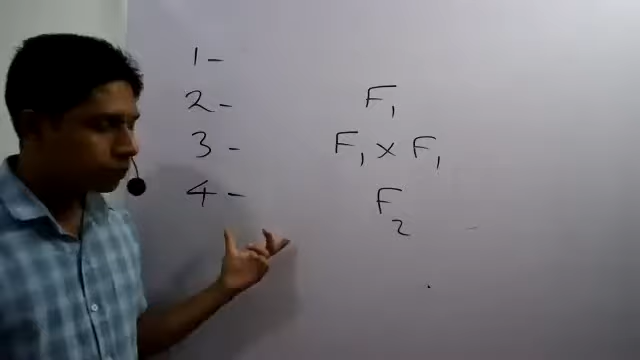 1 -
2 -
3 -
4 -
F₁
F₁ × F₁
F₂